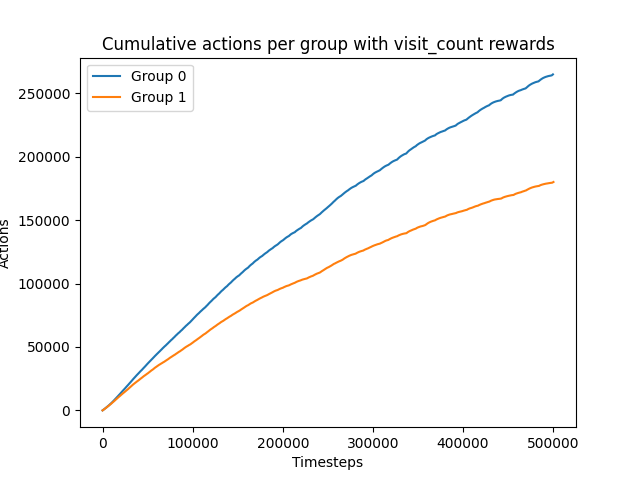 Cumulative actions per group with visit_count rewards
Group 0
Group 1
250000
200000
150000
100000
50000
0
Actions
0 100000 200000 300000 400000 500000
Timesteps